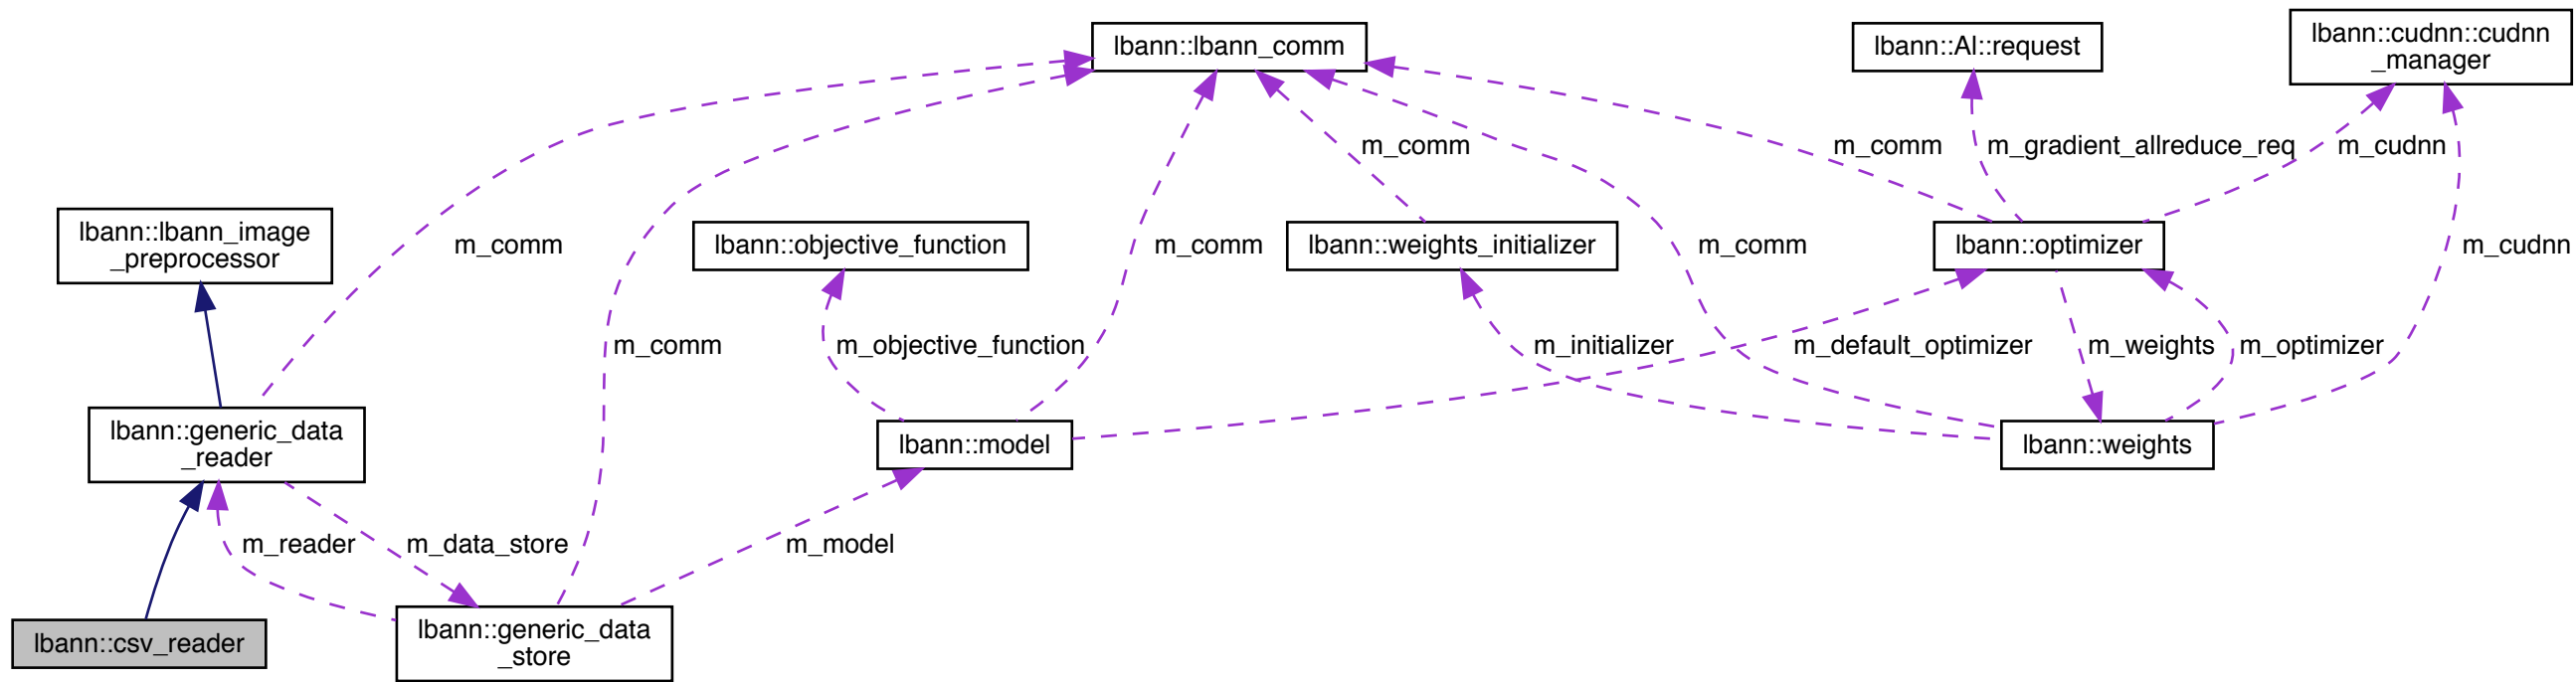 lbann::lbann_comm
lbann::Al::request
lbann::cudnn::cudnn
_manager
m_comm
m_comm
m_gradient_allreduce_req
m_cudnn
lbann::lbann_image
_preprocessor
m_comm
lbann::objective_function
m_comm
lbann::weights_initializer
m_comm
lbann::optimizer
m_cudnn
m_comm
m_objective_function
m_initializer
m_default_optimizer
m_weights
m_optimizer
lbann::generic_data
_reader
lbann::model
lbann::weights
m_reader
m_data_store
m_model
lbann::csv_reader
lbann::generic_data
_store